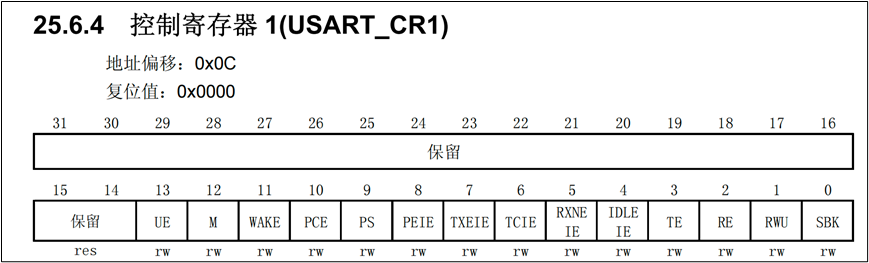 25.6.4 控制寄存器 1(USART_CR1)
地址偏移：0x0C
复位值：0x0000
31 30 29 28 27 26 25 24 23 22 21 20 19 18 17 16
保留
15 14 13 12 11 10 9 8 7 6 5 4 3 2 1 0
保留 UE M WAKE PCE PS PEIE TXEIE TCIE RXNE IE IDLE IE TE RE RWU SBK
res rw rw rw rw rw rw rw rw rw rw rw rw rw rw